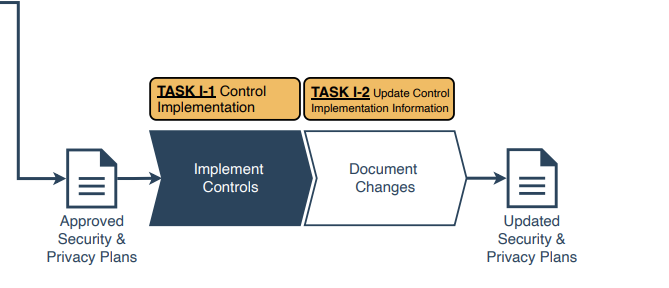 TASK I-1 Control
Implementation
TASK I-2 Update Control
Implementation Information
Implement
Controls
Document
Changes
Approved
Security &
Privacy Plans
Updated
Security &
Privacy Plans